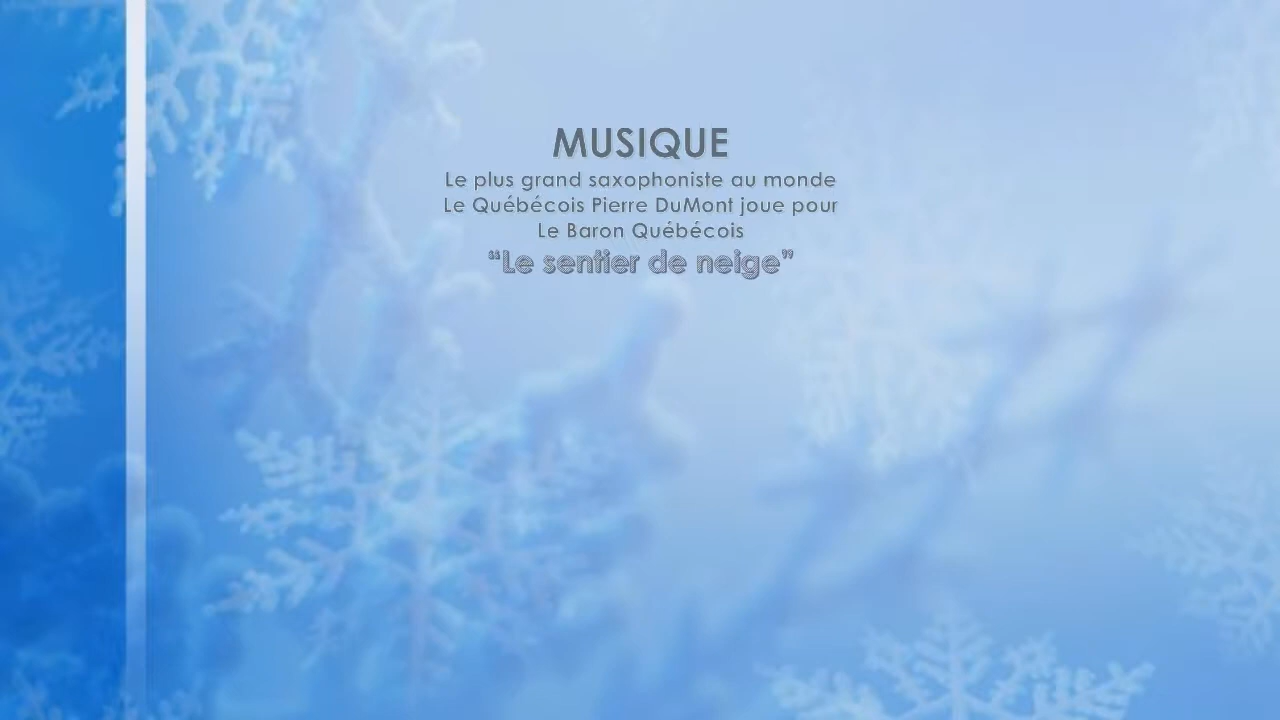 MUSIQUE
Le plus grand saxophoniste au monde
Le Québécois Pierre DuMont joue pour
Le Baron Québécois
“Le sentier de neige”